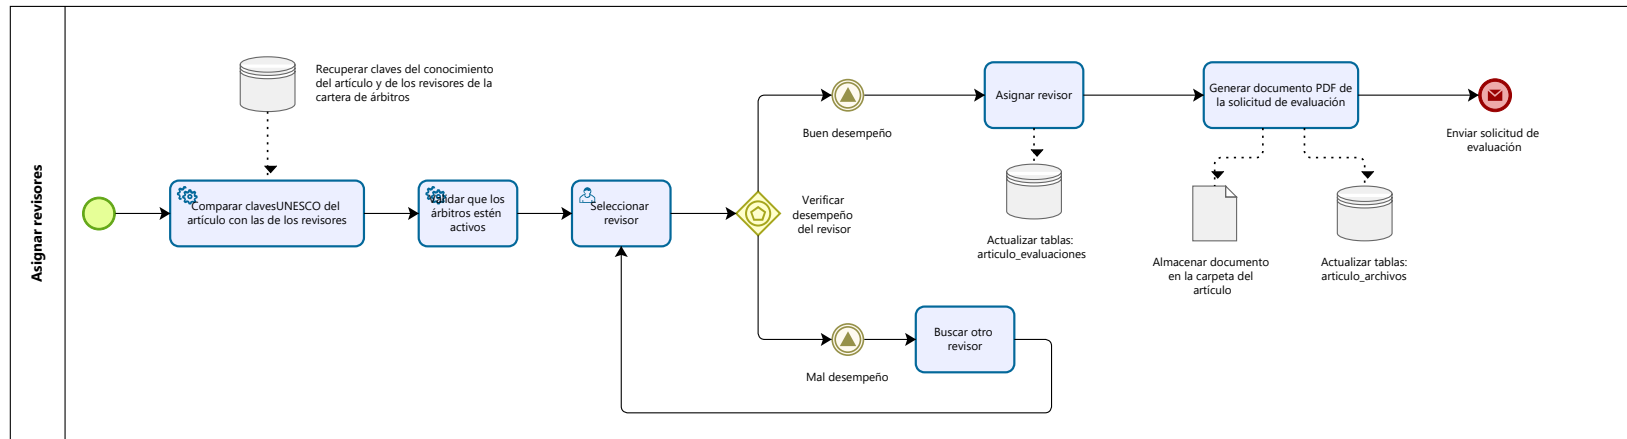 Asignar revisores
Recuperar claves del conocimiento
del artículo y de los revisores de la
cartera de árbitros
Comparar clavesUNESCO del
artículo con las de los revisores
Validar que los
árbitros estén
activos
Seleccionar
revisor
Verificar
desempeño
del revisor
Buen desempeño
Asignar revisor
Actualizar tablas:
articulo_evaluaciones
Generar documento PDF de
la solicitud de evaluación
Almacenar documento
en la carpeta del
artículo
Actualizar tablas:
articulo_archivos
Enviar solicitud de
evaluación
Mal desempeño
Buscar otro
revisor